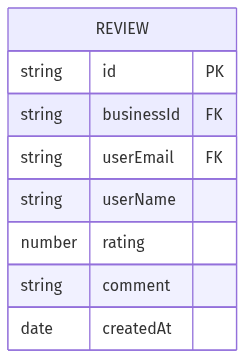 REVIEW
string id PK
string businessId FK
string userEmail FK
string userName
number rating
string comment
date createdAt